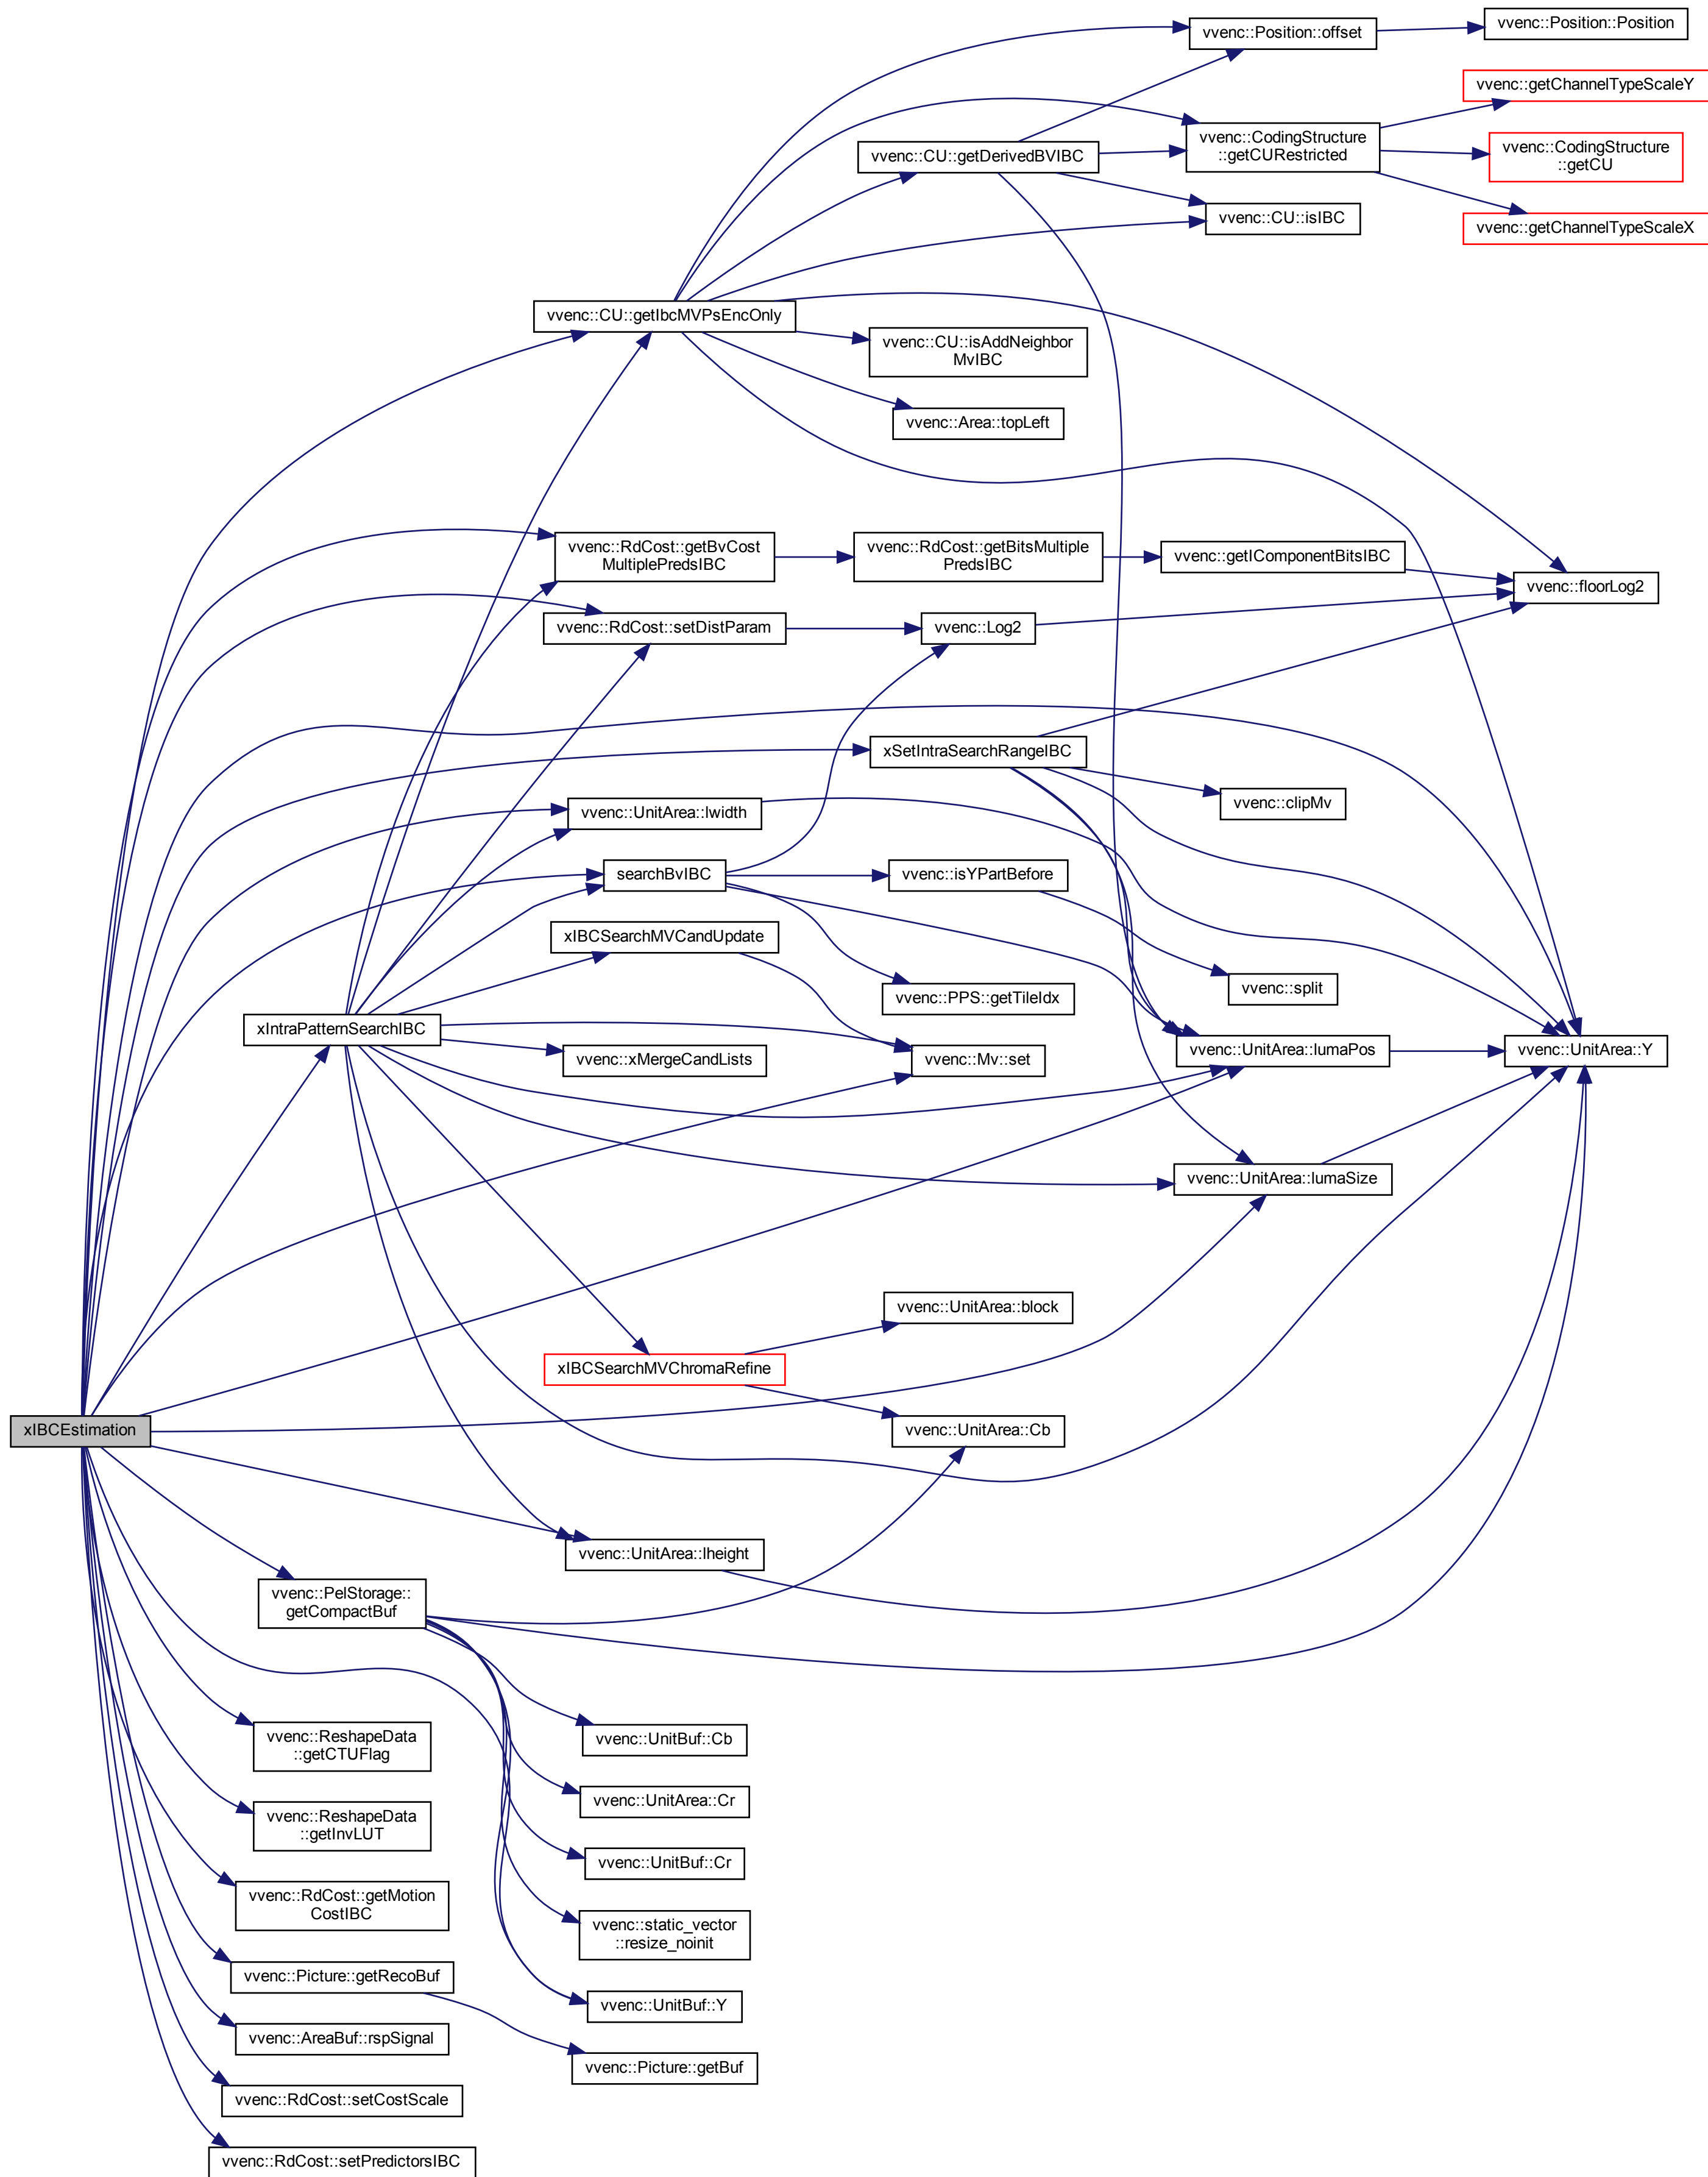 vvenc::Position::offset
vvenc::Position::Position
vvenc::getChannelTypeScaleY
vvenc::CU::getDerivedBVIBC
vvenc::CodingStructure
::getCURestricted
vvenc::CodingStructure
::getCU
vvenc::CU::isIBC
vvenc::getChannelTypeScaleX
vvenc::CU::getIbcMVPsEncOnly
vvenc::CU::isAddNeighbor
MvIBC
vvenc::Area::topLeft
vvenc::RdCost::getBvCost
MultiplePredsIBC
vvenc::RdCost::getBitsMultiple
PredsIBC
vvenc::getIComponentBitsIBC
vvenc::floorLog2
vvenc::RdCost::setDistParam
vvenc::Log2
xSetIntraSearchRangeIBC
vvenc::clipMv
vvenc::UnitArea::lwidth
searchBvIBC
vvenc::isYPartBefore
xIBCSearchMVCandUpdate
vvenc::split
vvenc::PPS::getTileIdx
xIntraPatternSearchIBC
vvenc::xMergeCandLists
vvenc::Mv::set
vvenc::UnitArea::lumaPos
vvenc::UnitArea::Y
vvenc::UnitArea::lumaSize
vvenc::UnitArea::block
xIBCSearchMVChromaRefine
xIBCEstimation
vvenc::UnitArea::Cb
vvenc::UnitArea::lheight
vvenc::PelStorage::
getCompactBuf
vvenc::ReshapeData
::getCTUFlag
vvenc::UnitBuf::Cb
vvenc::UnitArea::Cr
vvenc::ReshapeData
::getInvLUT
vvenc::UnitBuf::Cr
vvenc::RdCost::getMotion
CostIBC
vvenc::static_vector
::resize_noinit
vvenc::Picture::getRecoBuf
vvenc::UnitBuf::Y
vvenc::AreaBuf::rspSignal
vvenc::Picture::getBuf
vvenc::RdCost::setCostScale
vvenc::RdCost::setPredictorsIBC